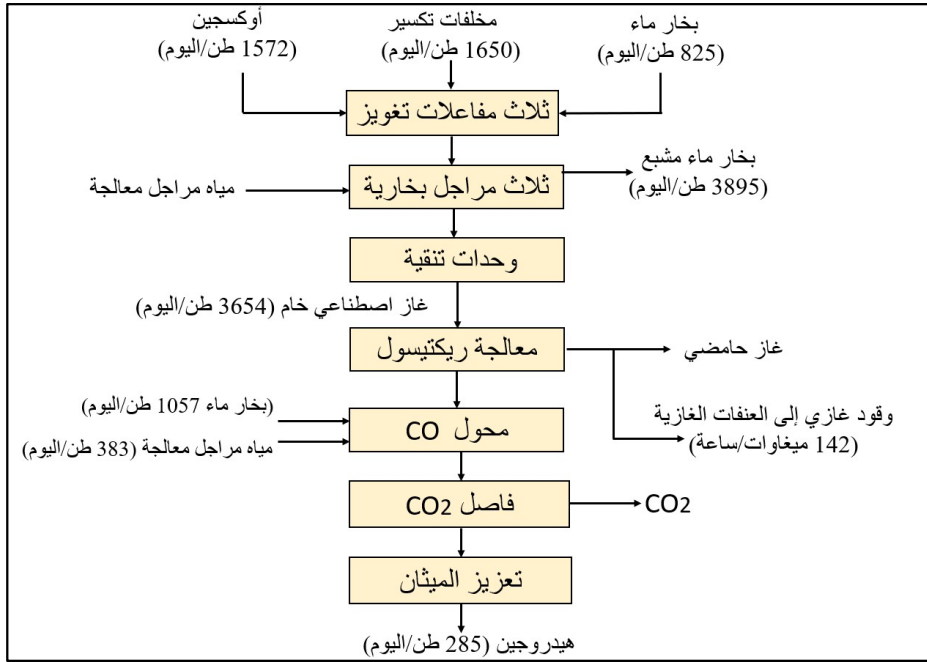 أوكسجين
(1572 طن/اليوم)
مخلفات تكسير
(1650 طن/اليوم)
بخار ماء
(825 طن/اليوم)
ثلاث مفاعلات تغويز
ثلاث مراجل بخارية
مياه مراجل معالجة
بخار ماء مشبع
(3895 طن/اليوم)
وحدات تنقية
غاز اصطناعي خام (3654 طن/اليوم)
معالجة ريكتيسول
غاز حامضي
وقود غازي إلى العنفات الغازية
(142 ميغاوات/ساعة)
(بخار ماء 1057 طن/اليوم)
مياه مراجل معالجة (383 طن/اليوم)
محول CO
فاصل CO2
CO2
تعزيز الميثان
هيدروجين (285 طن/اليوم)